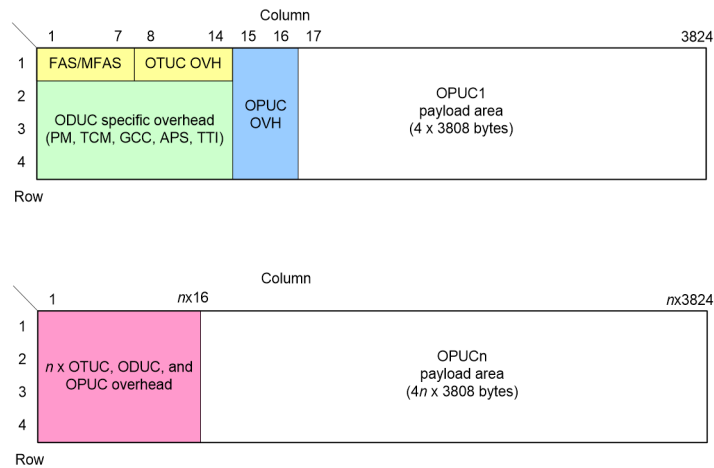 Column
1 7 8 14 15 16 17 3824
1 FAS/MFAS OTUC OVH
2
3
4
ODUC specific overhead
(PM, TCM, GCC, APS, TTI)
OPUC
OVH
OPUC1
payload area
(4 x 3808 bytes)
Row
Column
1 nx16 nx3824
1
2
3
4
n x OTUC, ODUC, and
OPUC overhead
OPUCn
payload area
(4n x 3808 bytes)
Row